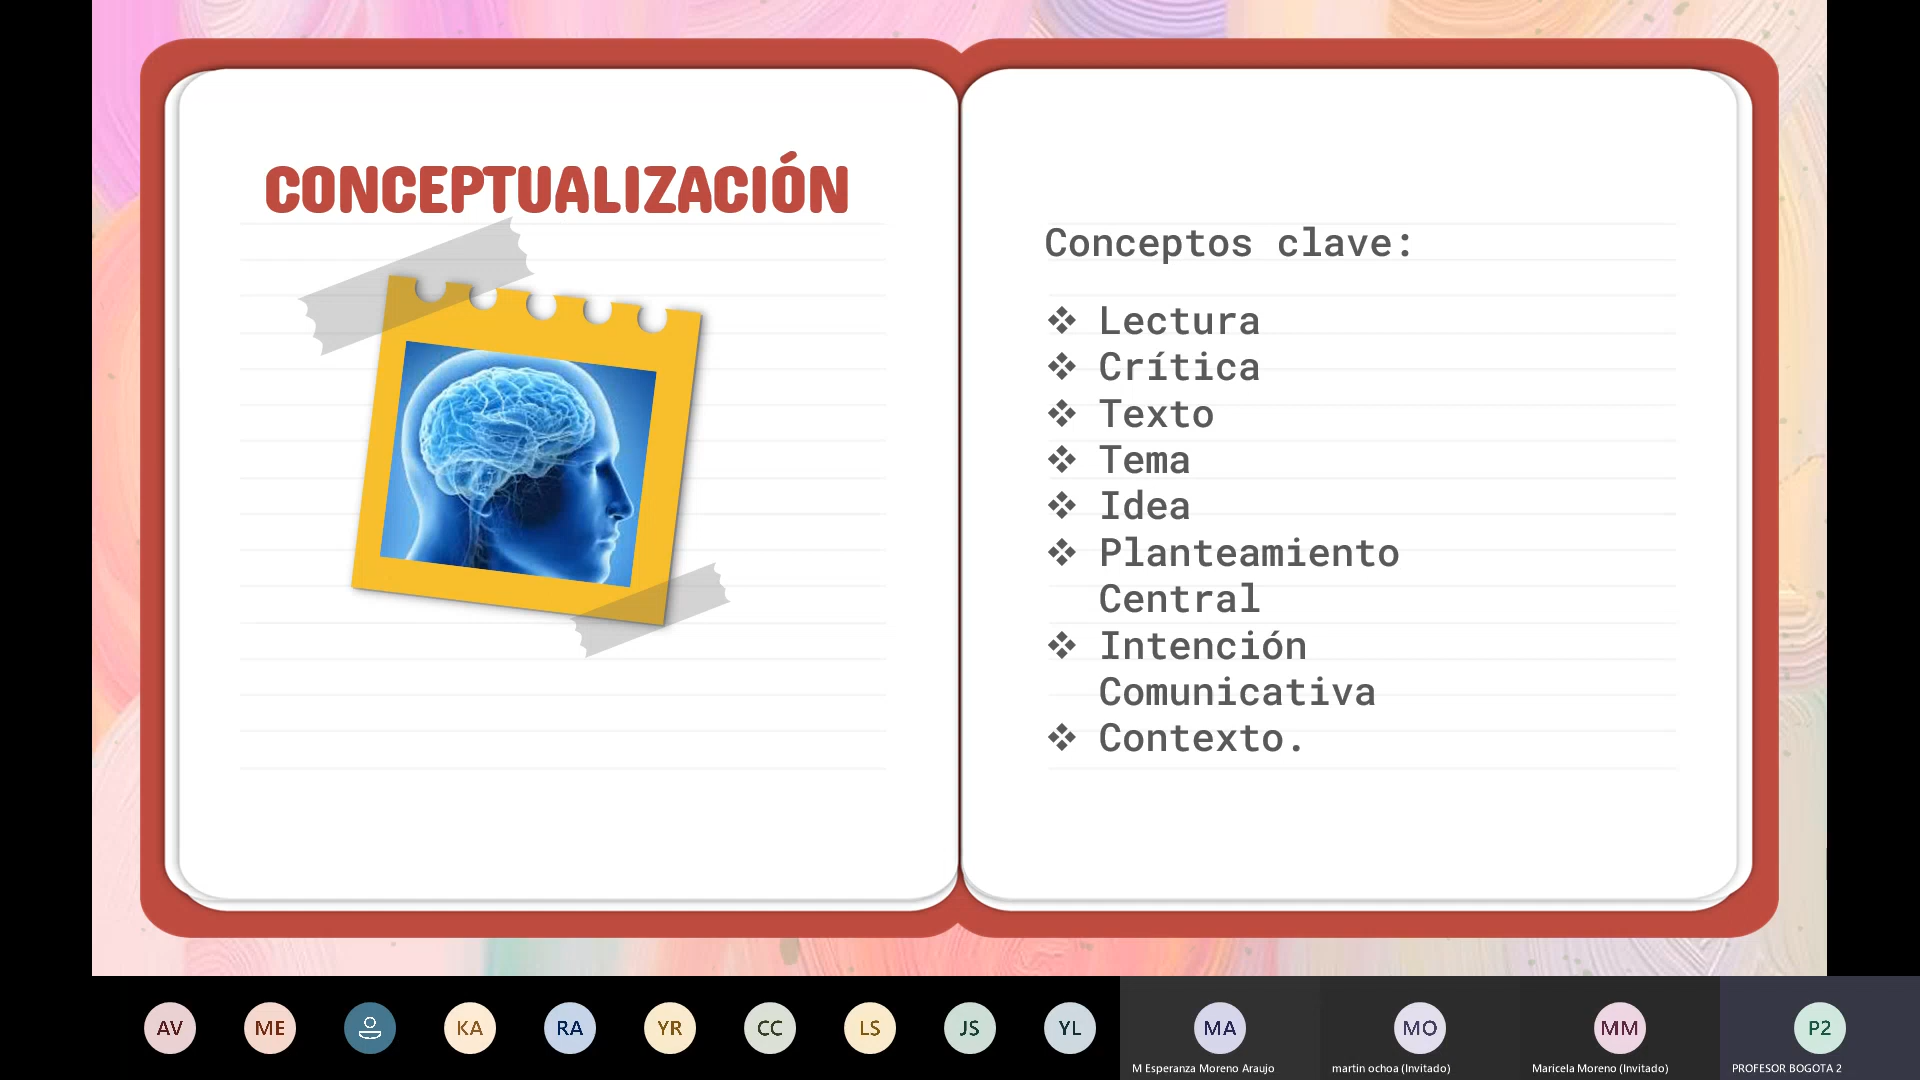 CONCEPTUALIZACIÓN
Conceptos clave:
❖ Lectura
❖ Crítica
❖ Texto
❖ Tema
❖ Idea
❖ Planteamiento
Central
❖ Intención
Comunicativa
❖ Contexto.
AV
ME
KA
RA
YR
CC
LS
JS
YL
MA
MO
MM
P2
M Esperanza Moreno Araujo
martin ochoa (Invitado)
Maricela Moreno (Invitado)
PROFESOR BOGOTA 2